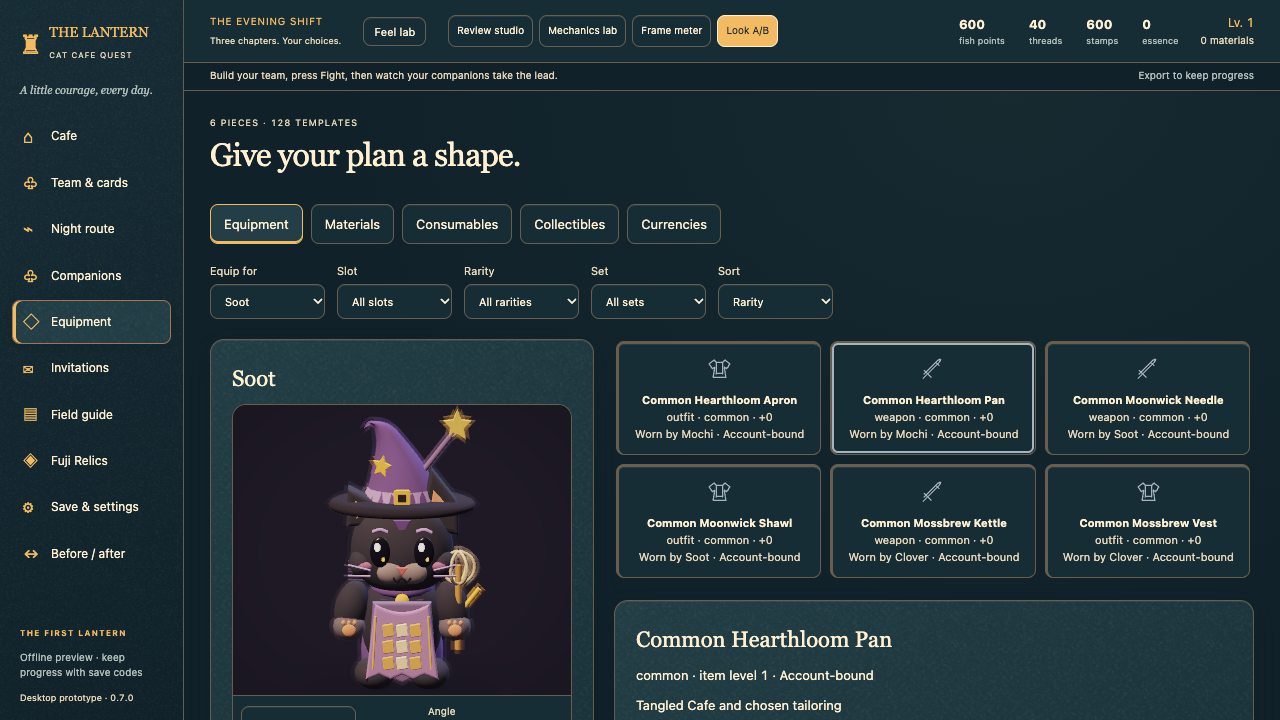 THE LANTERN
CAT CAFE QUEST
A little courage, every day.
Cafe
Team & cards
Night route
Companions
Equipment
Invitations
Field guide
Fuji Relics
Save & settings
Before / after
THE FIRST LANTERN
Offline preview · keep
progress with save codes
Desktop prototype · 0.7.0
THE EVENING SHIFT
Three chapters. Your choices.
Feel lab
Review studio
Mechanics lab
Frame meter
Look A/B
600
fish points
40
threads
600
stamps
0
essence
Lv. 1
0 materials
Build your team, press Fight, then watch your companions take the lead.
Export to keep progress
6 PIECES · 128 TEMPLATES
Give your plan a shape.
Equipment
Materials
Consumables
Collectibles
Currencies
Equip for
Slot
Rarity
Set
Sort
Soot
All slots
All rarities
All sets
Rarity
Soot
Angle
Common Hearthloom Apron
outfit · common · +0
Worn by Mochi · Account-bound
Common Hearthloom Pan
weapon · common · +0
Worn by Mochi · Account-bound
Common Moonwick Needle
weapon · common · +0
Worn by Soot · Account-bound
Common Moonwick Shawl
outfit · common · +0
Worn by Soot · Account-bound
Common Mossbrew Kettle
weapon · common · +0
Worn by Clover · Account-bound
Common Mossbrew Vest
outfit · common · +0
Worn by Clover · Account-bound
Common Hearthloom Pan
common · item level 1 · Account-bound
Tangled Cafe and chosen tailoring